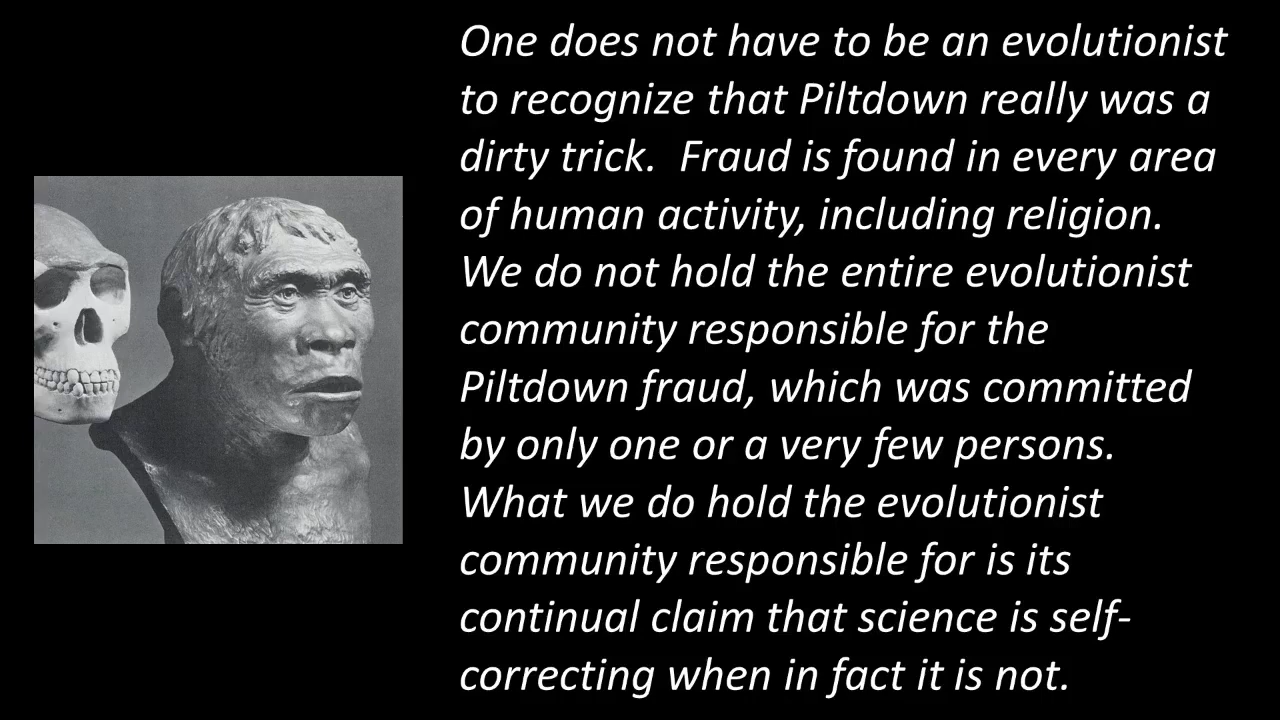 One does not have to be an evolutionist
to recognize that Piltdown really was a
dirty trick.  Fraud is found in every area
of human activity, including religion.
We do not hold the entire evolutionist
community responsible for the
Piltdown fraud, which was committed
by only one or a very few persons.
What we do hold the evolutionist
community responsible for is its
continual claim that science is self-
correcting when in fact it is not.